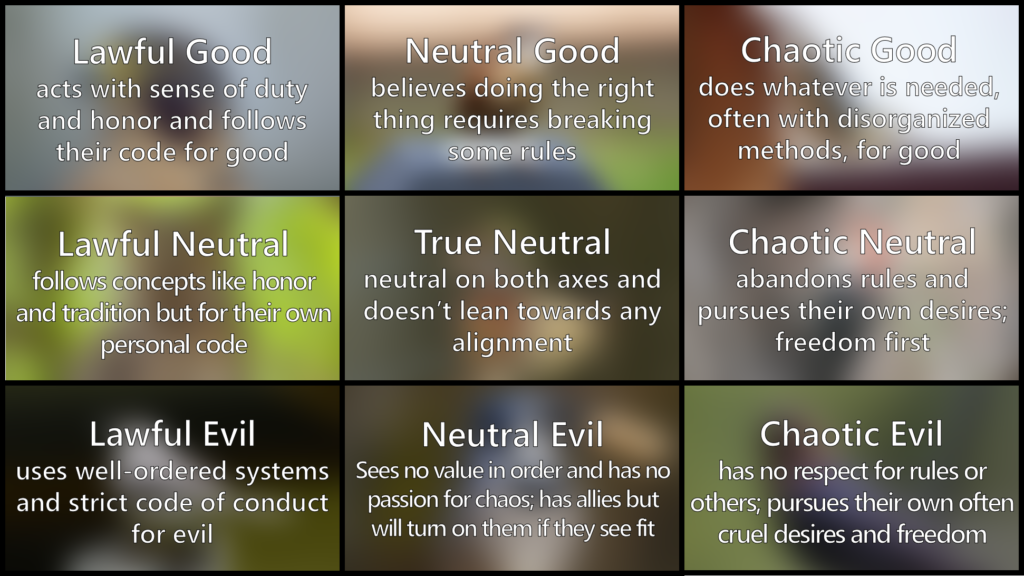 Lawful Good
acts with sense of duty
and honor and follows
their code for good
Neutral Good
believes doing the right
thing requires breaking
some rules
Chaotic Good
does whatever is needed,
often with disorganized
methods, for good
Lawful Neutral
follows concepts like honor
and tradition but for their own
personal code
True Neutral
neutral on both axes and
doesn't lean towards any
alignment
Chaotic Neutral
abandons rules and
pursues their own desires;
freedom first
Lawful Evil
uses well-ordered systems
and strict code of conduct
for evil
Neutral Evil
Sees no value in order and has no
passion for chaos; has allies but
will turn on them if they see fit
Chaotic Evil
has no respect for rules or
others; pursues their own often
cruel desires and freedom